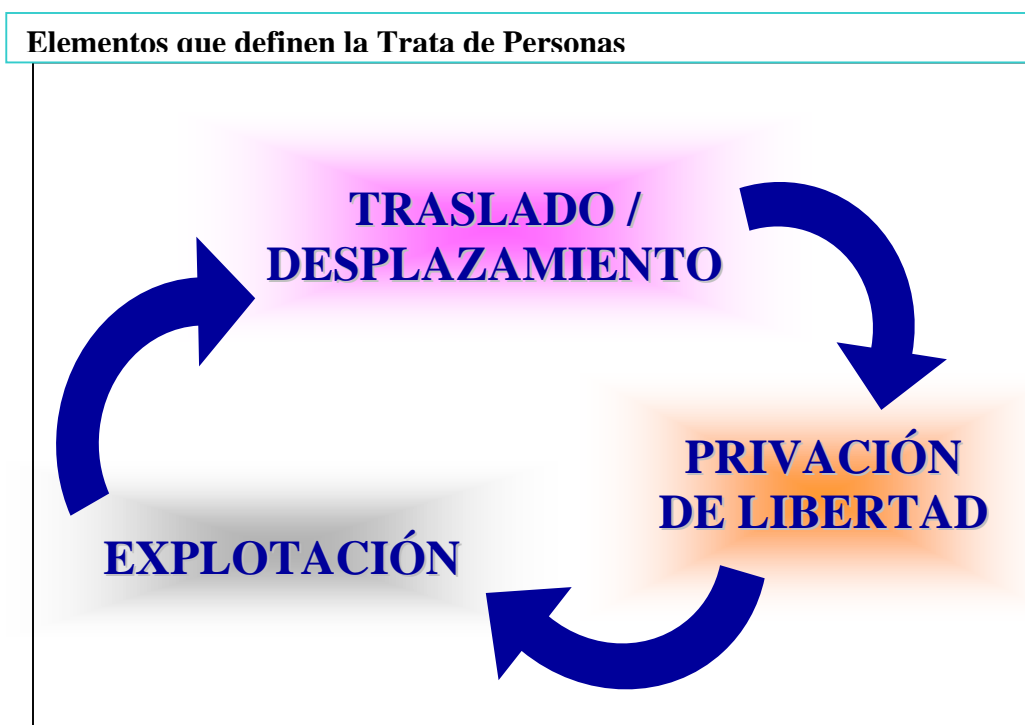 Elementos que definen la Trata de Personas
TRASLADO /
DESPLAZAMIENTO
PRIVACIÓN
DE LIBERTAD
EXPLOTACIÓN